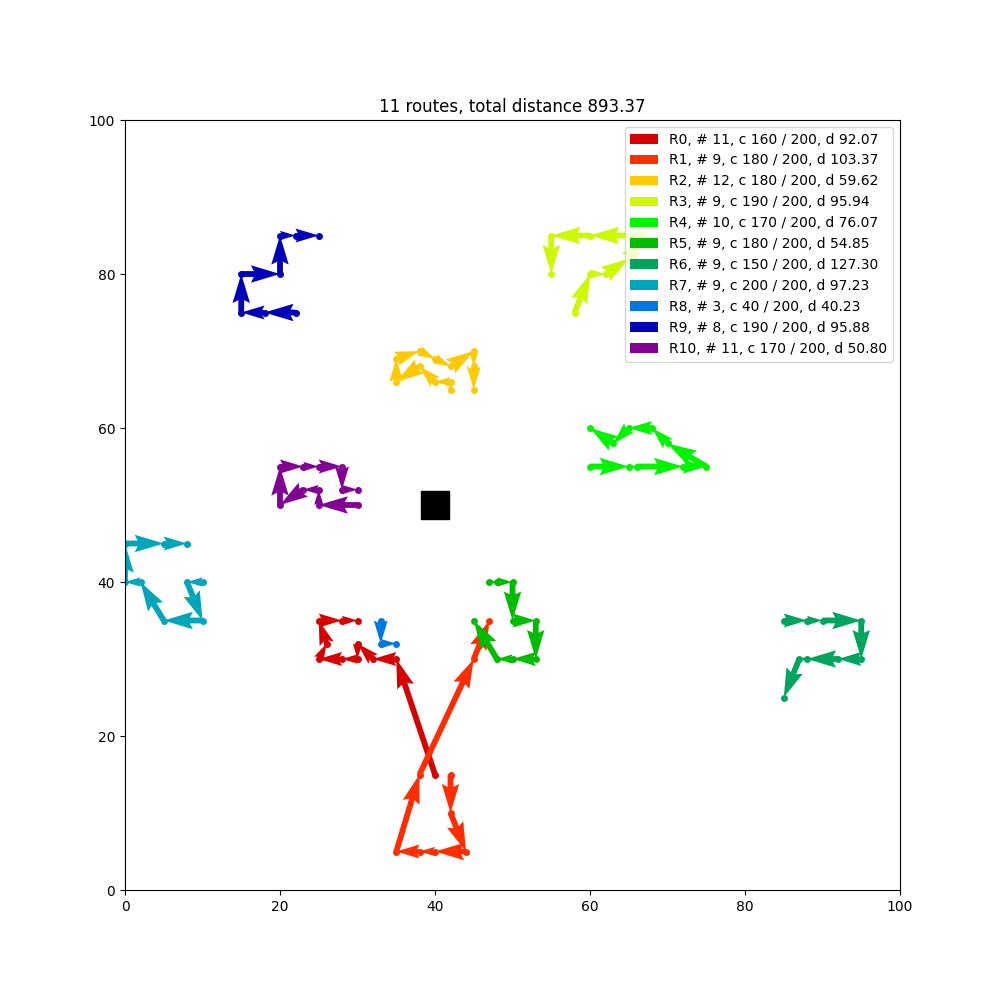 11 routes, total distance 893.37
R0, # 11, c 160 / 200, d 92.07
R1, # 9, c 180 / 200, d 103.37
R2, # 12, c 180 / 200, d 59.62
R3, # 9, c 190 / 200, d 95.94
R4, # 10, c 170 / 200, d 76.07
R5, # 9, c 180 / 200, d 54.85
R6, # 9, c 150 / 200, d 127.30
R7, # 9, c 200 / 200, d 97.23
R8, # 3, c 40 / 200, d 40.23
R9, # 8, c 190 / 200, d 95.88
R10, # 11, c 170 / 200, d 50.80
100
80
60
40
20
0
0 20 40 60 80 100